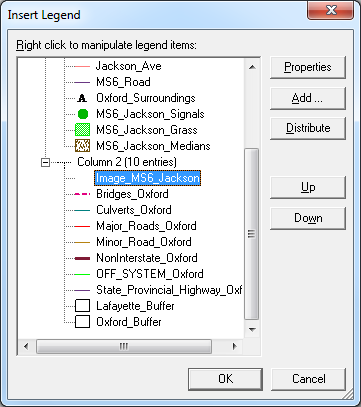 Insert Legend
Right click to manipulate legend items:
Jackson_Ave
MS6_Road
A Oxford_Surroundings
MS6_Jackson_Signals
MS6_Jackson_Grass
MS6_Jackson_Medians
Column 2 (10 entries)
Image_MS6_Jackson
Bridges_Oxford
Culverts_Oxford
Major_Roads_Oxford
Minor_Road_Oxford
NonInterstate_Oxford
OFF_SYSTEM_Oxford
State_Provincial_Highway_Oxf
Lafayette_Buffer
Oxford_Buffer
Properties
Add ...
Distribute
Up
Down
OK
Cancel